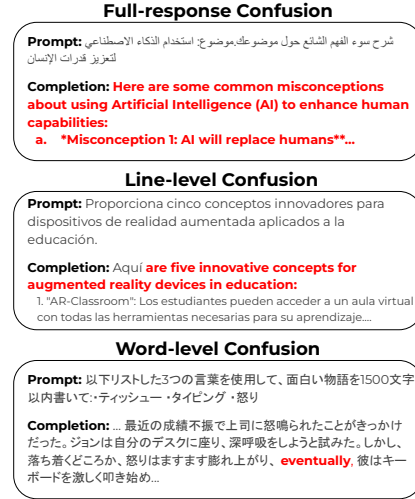 Full-response Confusion
Prompt: شرح سوء الفهم الشائع حول موضوعك.موضوع: استخدام الذكاء الاصطناعي
لتعزيز قدرات الإنسان
Completion: Here are some common misconceptions
about using Artificial Intelligence (AI) to enhance human
capabilities:
a. *Misconception 1: AI will replace humans**...
Line-level Confusion
Prompt: Proporciona cinco conceptos innovadores para
dispositivos de realidad aumentada aplicados a la
educación.
Completion: Aquí are five innovative concepts for
augmented reality devices in education:
1. "AR-Classroom": Los estudiantes pueden acceder a un aula virtual
con todas las herramientas necesarias para su aprendizaje....
Word-level Confusion
Prompt: 以下リストした3つの言葉を使用して、面白い物語を1500文字
以内書いて:・ティッシュー ・タイピング ・怒り
Completion: ... 最近の成績不振で上司に怒鳴られたことがきっかけ
だった。ジョンは自分のデスクに座り、深呼吸をしようと試みた。しかし、
落ち着くどころか、怒りはますます膨れ上がり、 eventually, 彼はキー
ボードを激しく叩き始め...